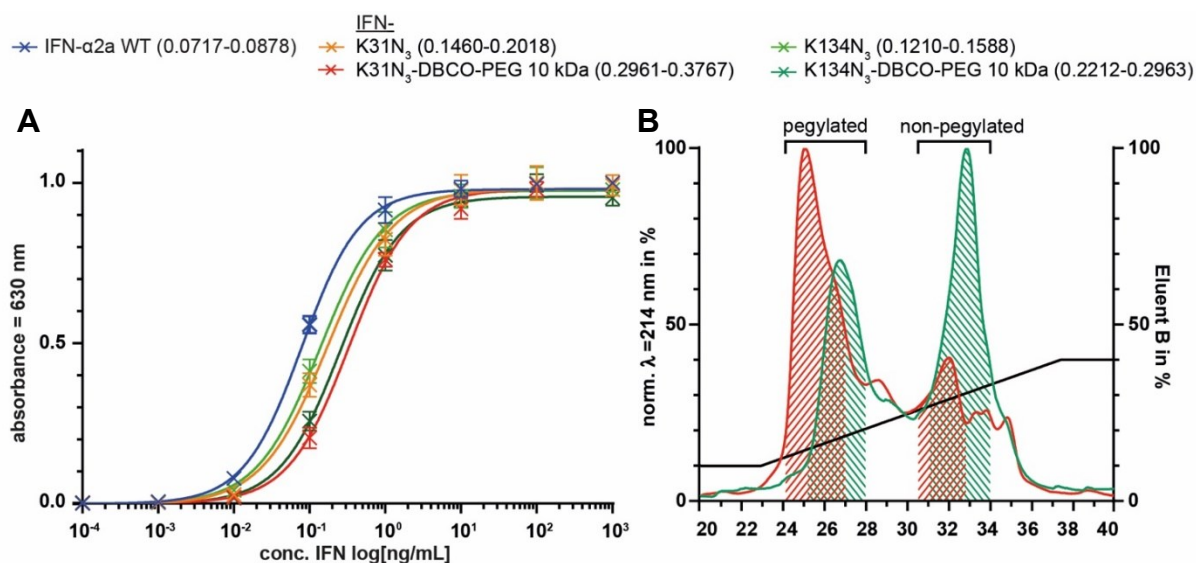 IFN-
IFN-α2a WT (0.0717-0.0878)
K31N₃ (0.1460-0.2018)
K134N₃ (0.1210-0.1588)
K31N₃-DBCO-PEG 10 kDa (0.2961-0.3767)
K134N₃-DBCO-PEG 10 kDa (0.2212-0.2963)
A
absorbance = 630 nm
1.0
0.5
0.0
10⁻⁴ 10⁻³ 10⁻² 10⁻¹ 10⁰ 10¹ 10² 10³
conc. IFN log[ng/mL]
B
pegylated
non-pegylated
norm. λ =214 nm in %
100
50
0
100
50
0
Eluent B in %
20 22 24 26 28 30 32 34 36 38 40